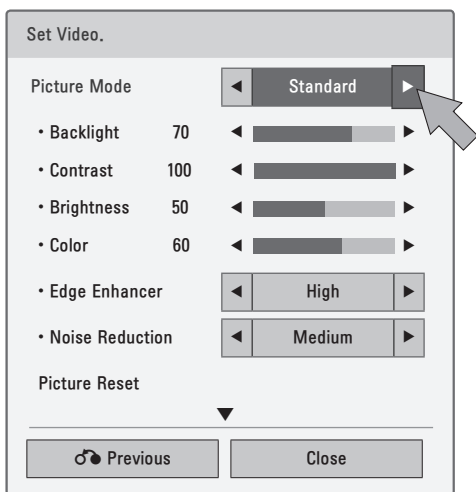 Set Video.
Picture Mode ◀ Standard ▶
• Backlight 70 ◀ ▶
• Contrast 100 ◀ ▶
• Brightness 50 ◀ ▶
• Color 60 ◀ ▶
• Edge Enhancer ◀ High ▶
• Noise Reduction ◀ Medium ▶
Picture Reset
▼
Previous Close